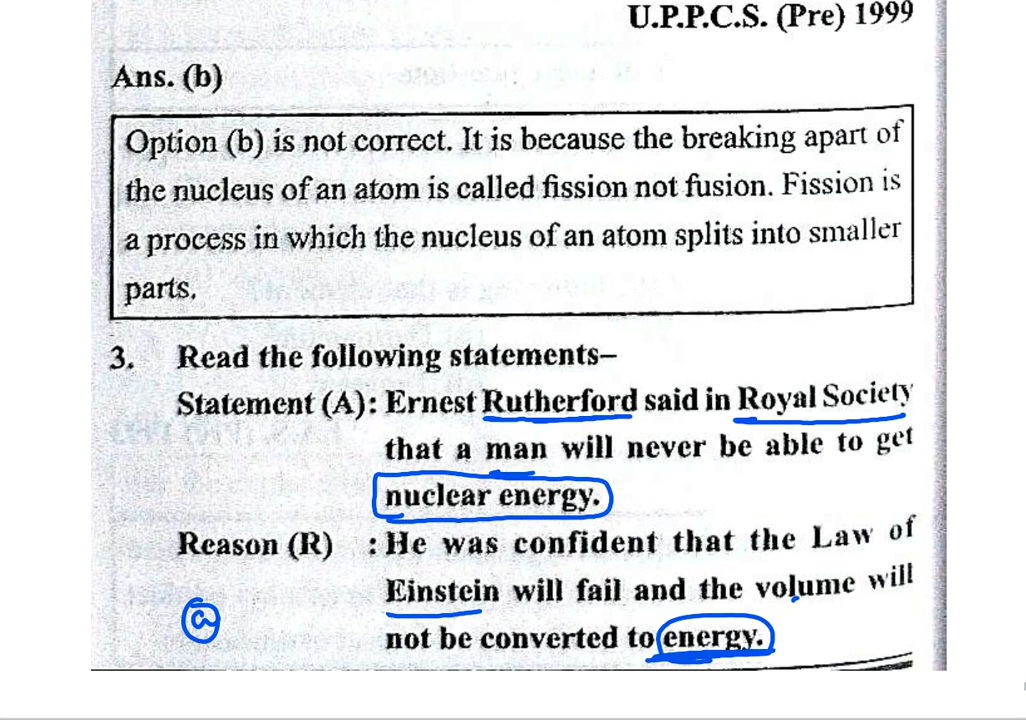 U.P.P.C.S. (Pre) 1999
Ans. (b)
Option (b) is not correct. It is because the breaking apart of
the nucleus of an atom is called fission not fusion. Fission is
a process in which the nucleus of an atom splits into smaller
parts.
3. Read the following statements–
Statement (A): Ernest Rutherford said in Royal Society
that a man will never be able to get
nuclear energy.
Reason (R) : He was confident that the Law of
Einstein will fail and the volume will
a not be converted to energy.